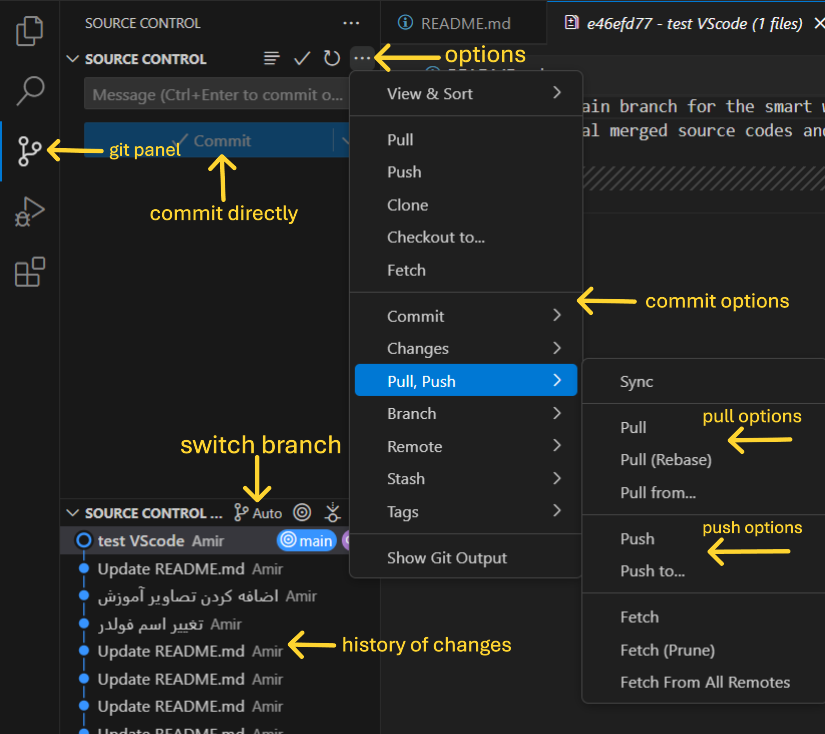 SOURCE CONTROL
README.md
e46efd77 - test VScode (1 files)
SOURCE CONTROL
options
Message (Ctrl+Enter to commit o...
Commit
git panel
commit directly
View & Sort
Pull
Push
Clone
Checkout to...
Fetch
Commit
Changes
Pull, Push
Branch
Remote
Stash
Tags
Show Git Output
ain branch for the smart
al merged source codes and
commit options
Sync
Pull
pull options
Pull (Rebase)
Pull from...
Push
push options
Push to...
Fetch
Fetch (Prune)
Fetch From All Remotes
switch branch
SOURCE CONTROL ...
Auto
test VScode Amir
main
Update README.md Amir
اضافه کردن تصاویر آموزش Amir
تغییر اسم فولدر Amir
Update README.md Amir
history of changes
Update README.md Amir
Update README.md Amir
Update README.md Amir